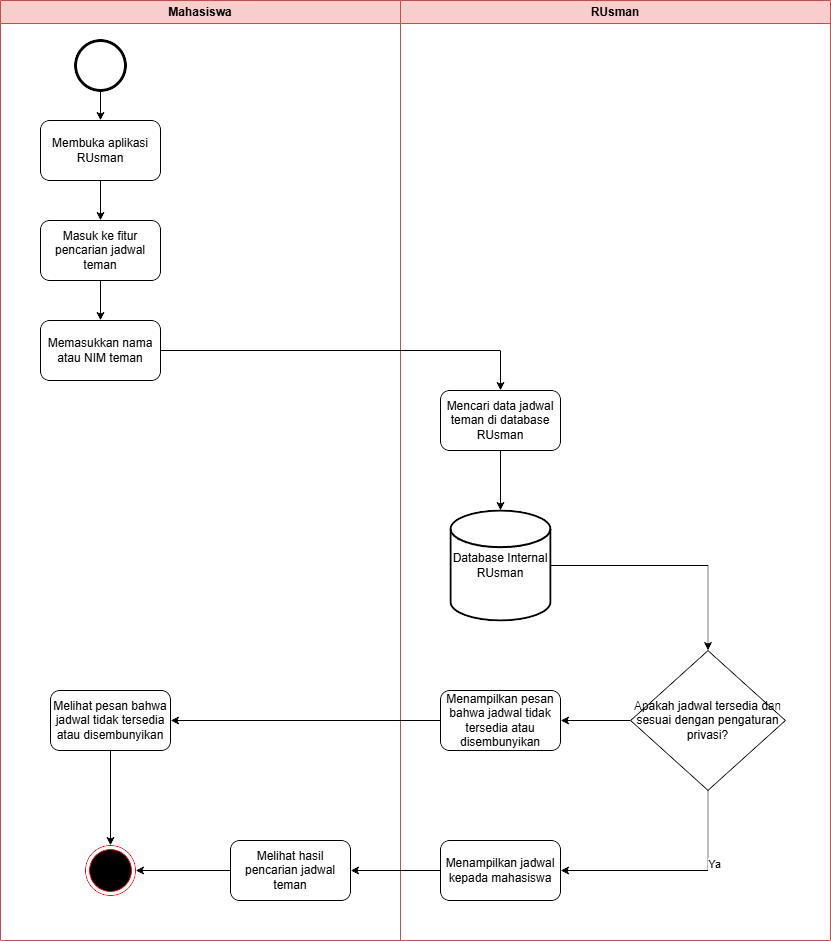 Mahasiswa
RUsman
Membuka aplikasi
RUsman
Masuk ke fitur
pencarian jadwal
teman
Memasukkan nama
atau NIM teman
Mencari data jadwal
teman di database
RUsman
Database Internal
RUsman
Apakah jadwal tersedia dan
sesuai dengan pengaturan
privasi?
Menampilkan pesan
bahwa jadwal tidak
tersedia atau
disembunyikan
Melihat pesan bahwa
jadwal tidak tersedia
atau disembunyikan
Ya
Menampilkan jadwal
kepada mahasiswa
Melihat hasil
pencarian jadwal
teman